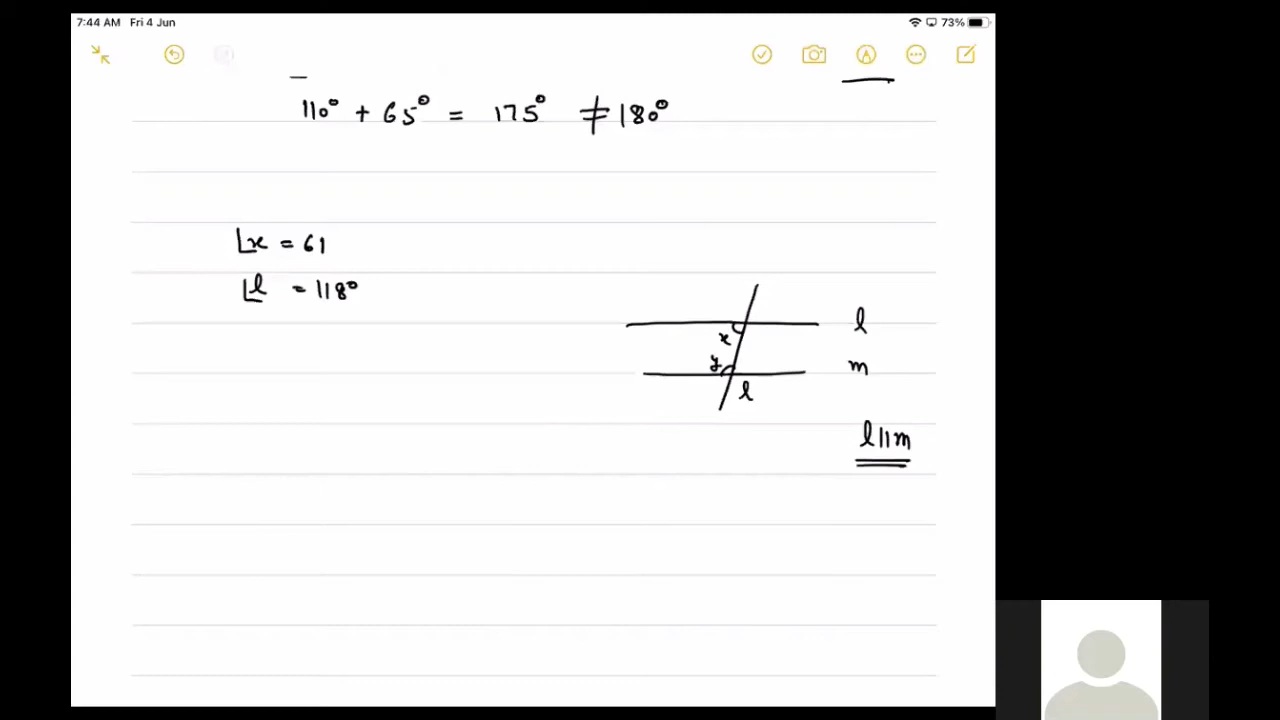 7:44 AM Fri 4 Jun 73%
110° + 65° = 175° ≠ 180°
∠x = 61
∠l = 118°
l
x
y
m
l
l||m